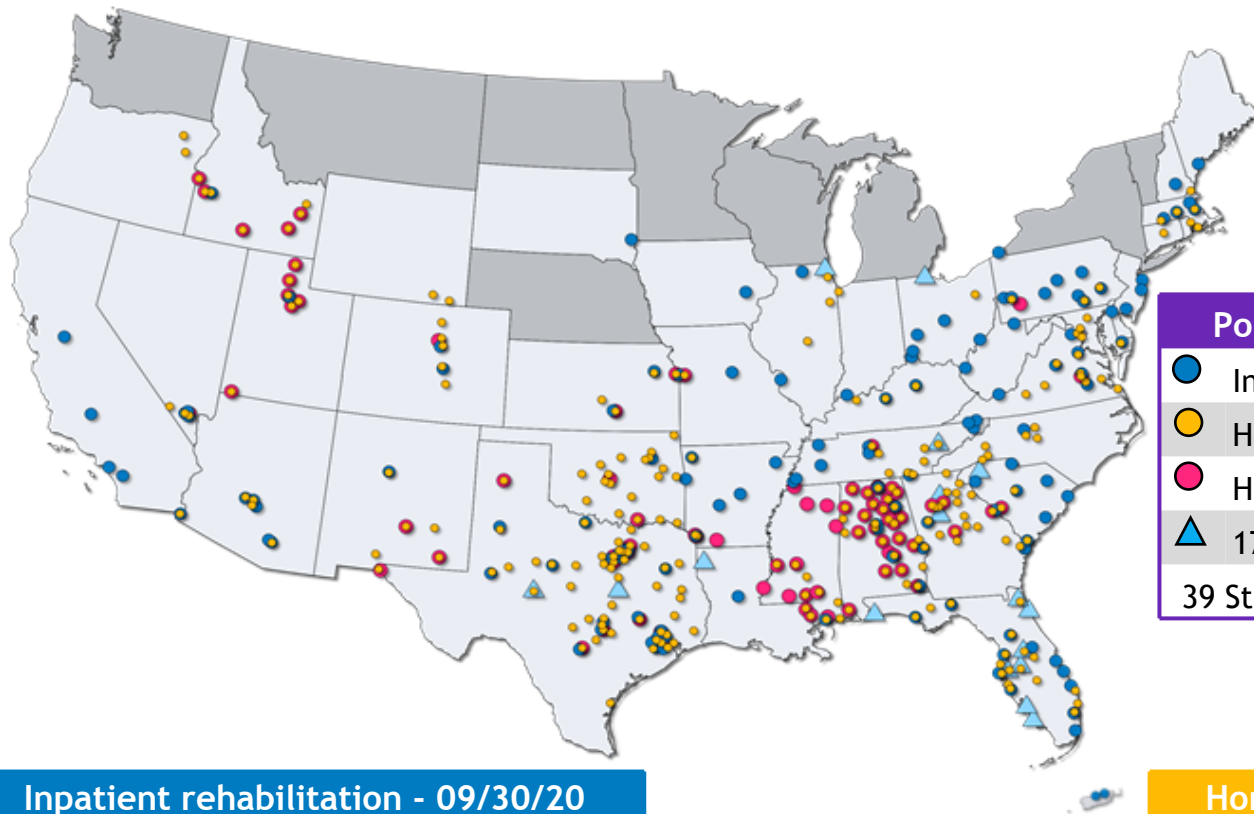 Po
In
H
H
17
39 St
Inpatient rehabilitation - 09/30/20
Hor